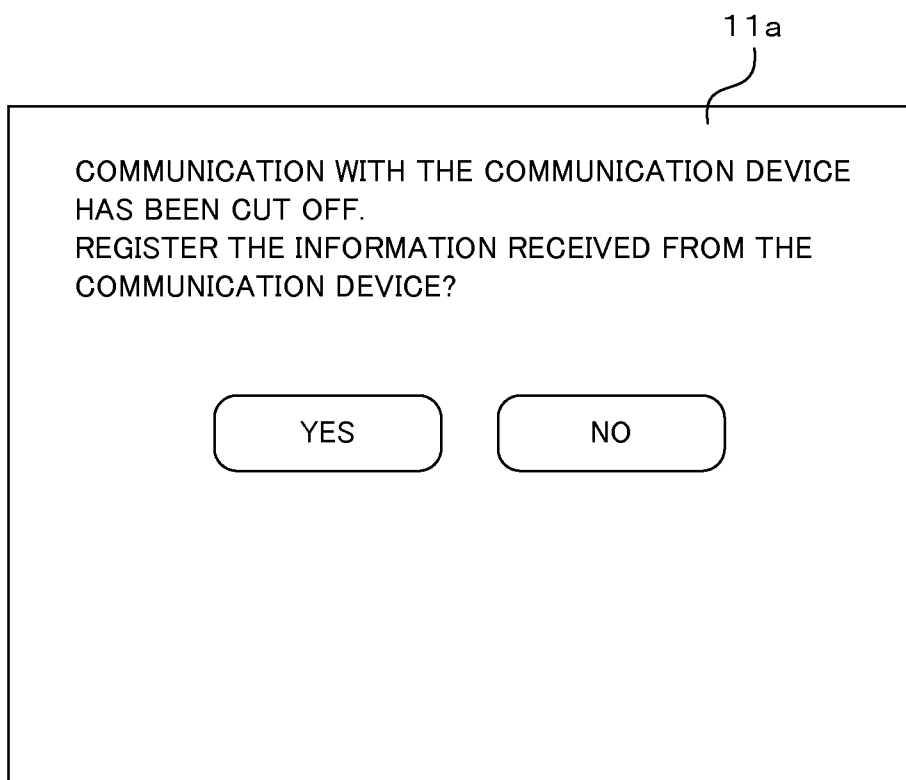 11a
COMMUNICATION WITH THE COMMUNICATION DEVICE
HAS BEEN CUT OFF.
REGISTER THE INFORMATION RECEIVED FROM THE
COMMUNICATION DEVICE?
YES
NO